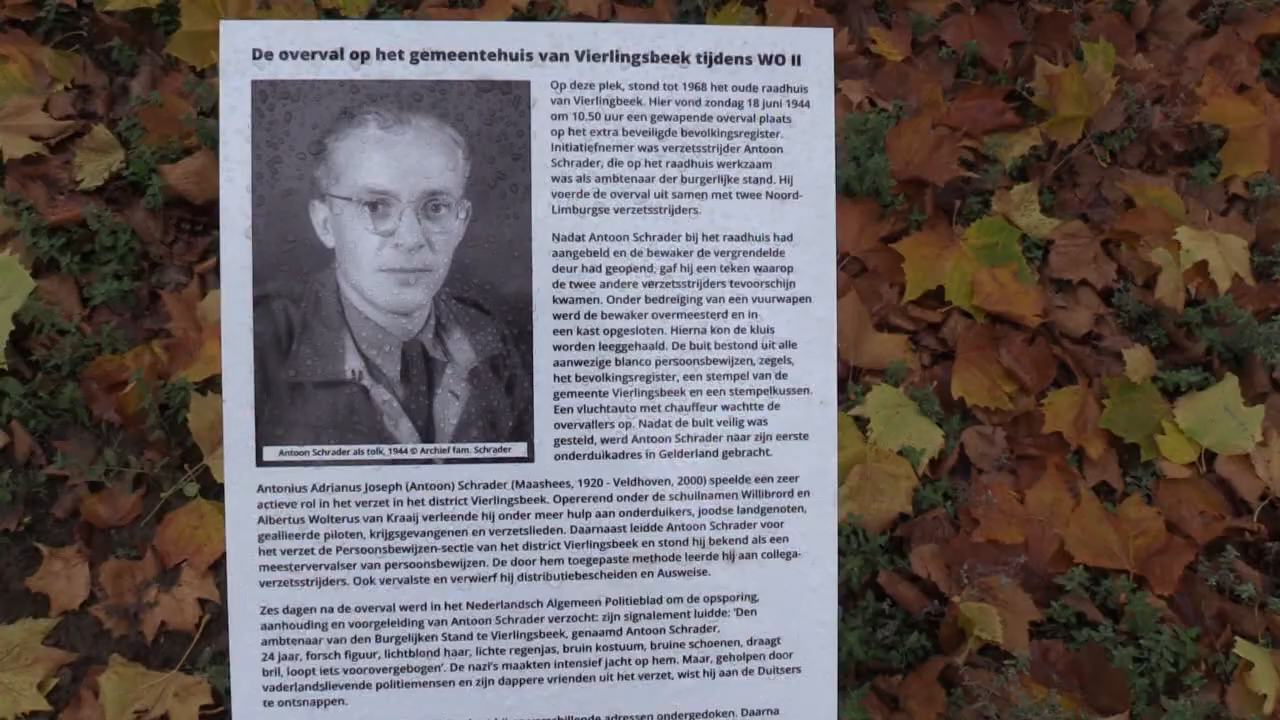 De overval op het gemeentehuis van Vierlingsbeek tijdens WO II
Op deze plek, stond tot 1968 het oude raadhuis
van Vierlingbeek. Hier vond zondag 18 juni 1944
om 10.50 uur een gewapende overval plaats
op het extra beveiligde bevolkingsregister.
Initiatiefnemer was verzetsstrijder Antoon
Schrader, die op het raadhuis werkzaam
was als ambtenaar der burgerlijke stand. Hij
voerde de overval uit samen met twee Noord-
Limburgse verzetsstrijders.
Nadat Antoon Schrader bij het raadhuis had
aangebeld en de bewaker de vergrendelde
deur had geopend, gaf hij een teken waarop
de twee andere verzetsstrijders tevoorschijn
kwamen. Onder bedreiging van een vuurwapen
werd de bewaker overmeesterd en in
een kast opgesloten. Hierna kon de kluis
worden leeggehaald. De buit bestond uit alle
aanwezige blanco persoonsbewijzen, zegels,
het bevolkingsregister, een stempel van de
gemeente Vierlingsbeek en een stempelkussen.
Een vluchtauto met chauffeur wachtte de
overvallers op. Nadat de buit veilig was
gesteld, werd Antoon Schrader naar zijn eerste
onderduikadres in Gelderland gebracht.
Antoon Schrader als tolk, 1944 © Archief fam. Schrader
Antonius Adrianus Joseph (Antoon) Schrader (Maashees, 1920 - Veldhoven, 2000) speelde een zeer
actieve rol in het verzet in het district Vierlingsbeek. Opererend onder de schuilnamen Willibrord en
Albertus Wolterus van Kraaij verleende hij onder meer hulp aan onderduikers, joodse landgenoten,
geallieerde piloten, krijgsgevangenen en verzetslieden. Daarnaast leidde Antoon Schrader voor
het verzet de Persoonsbewijzen-sectie van het district Vierlingsbeek en stond hij bekend als een
meestervervalser van persoonsbewijzen. De door hem toegepaste methode leerde hij aan collega-
verzetsstrijders. Ook vervalste en verwierf hij distributiebescheiden en Ausweise.
Zes dagen na de overval werd in het Nederlandsch Algemeen Politieblad om de opsporing,
aanhouding en voorgeleiding van Antoon Schrader verzocht: zijn signalement luidde: 'Den
ambtenaar van den Burgelijken Stand te Vierlingsbeek, genaamd Antoon Schrader,
24 jaar, forsch figuur, lichtblond haar, lichte regenjas, bruin kostuum, bruine schoenen, draagt
bril, loopt iets voorovergebogen'. De nazi's maakten intensief jacht op hem. Maar, geholpen door
vaderlandslievende politiemensen en zijn dappere vrienden uit het verzet, wist hij aan de Duitsers
te ontsnappen.
adressen ondergedoken. Daarna